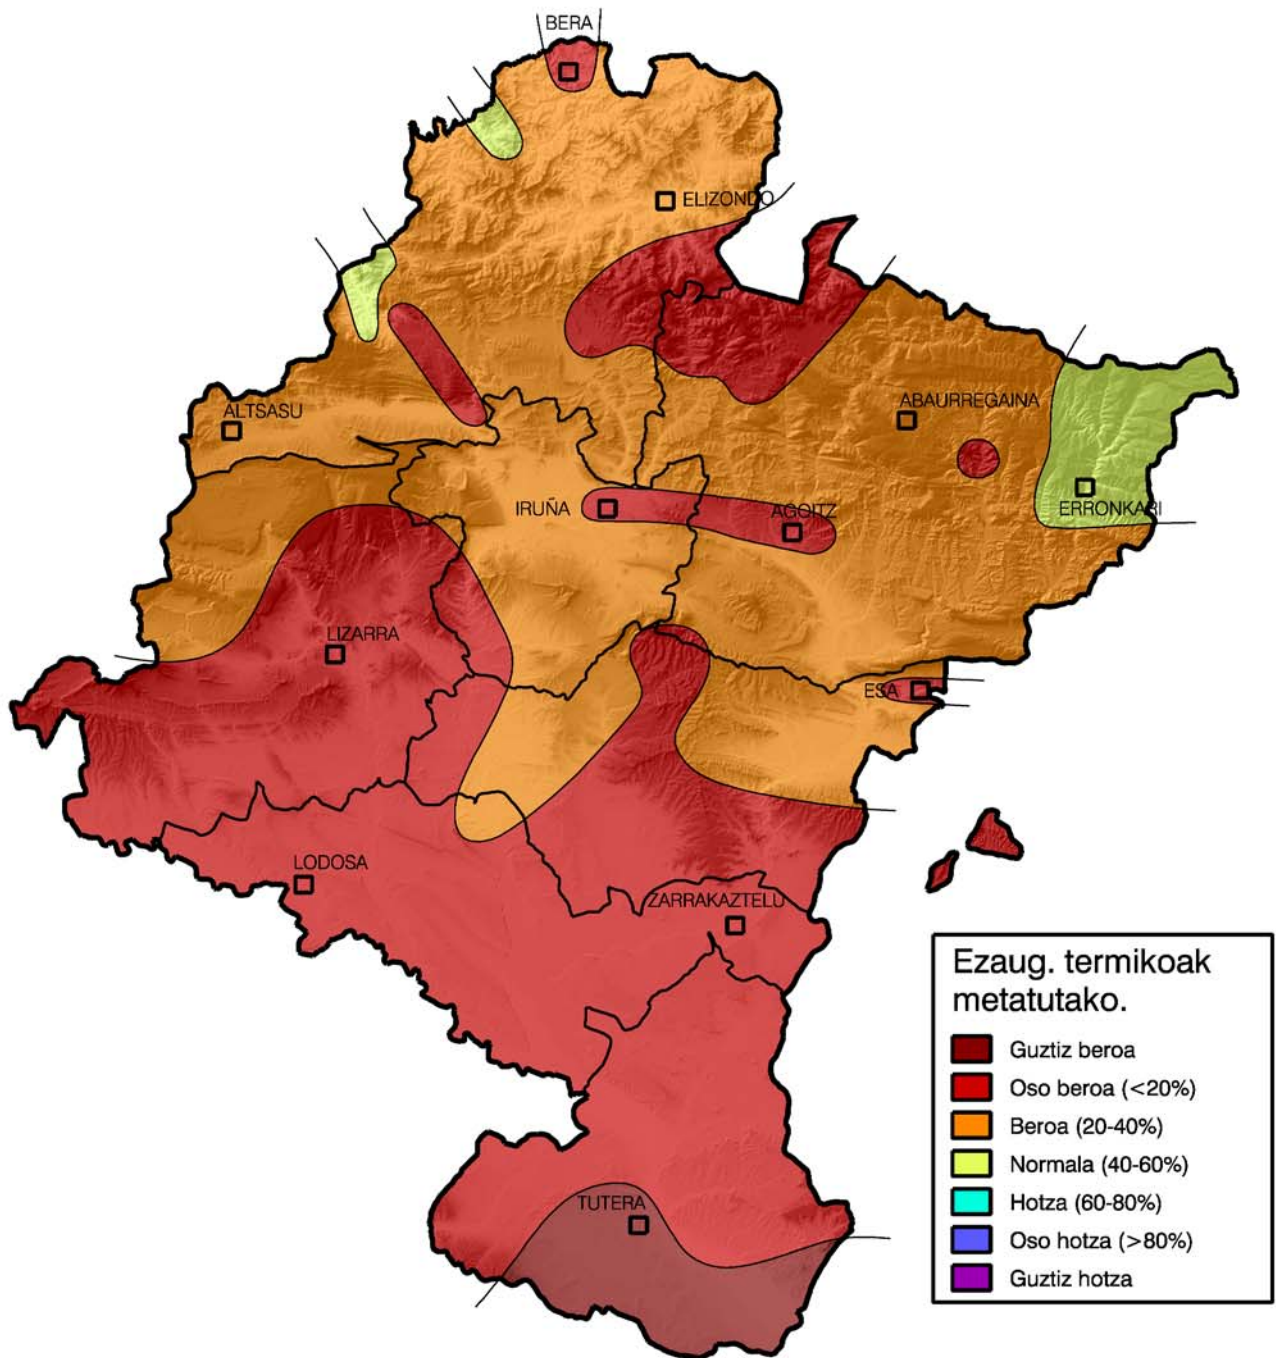 BERA
ELIZONDO
ALTSASU
ABAURREGAINA
IRUÑA
AGOITZ
ERRONKARI
LIZARRA
ESA
LODOSA
ZARRAKAZTELU
TUTERA
Ezaug. termikoak
metatutako.
Guztiz beroa
Oso beroa (<20%)
Beroa (20-40%)
Normala (40-60%)
Hotza (60-80%)
Oso hotza (>80%)
Guztiz hotza